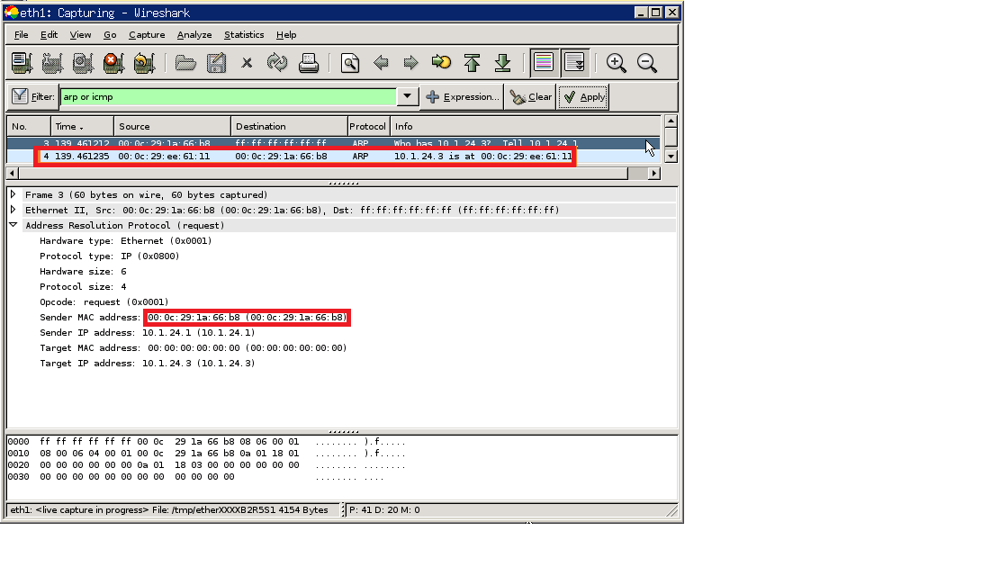 eth1: Capturing - Wireshark
File Edit View Go Capture Analyze Statistics Help
Filter: arp or icmp Expression... Clear Apply
No. Time Source Destination Protocol Info
3 139.461212 00:0c:29:1a:66:b8 ff:ff:ff:ff:ff:ff ARP Who has 10.1.24.3? Tell 10.1.24.1
4 139.461235 00:0c:29:ee:61:11 00:0c:29:1a:66:b8 ARP 10.1.24.3 is at 00:0c:29:ee:61:11
Frame 3 (60 bytes on wire, 60 bytes captured)
Ethernet II, Src: 00:0c:29:1a:66:b8 (00:0c:29:1a:66:b8), Dst: ff:ff:ff:ff:ff:ff (ff:ff:ff:ff:ff:ff)
Address Resolution Protocol (request)
Hardware type: Ethernet (0x0001)
Protocol type: IP (0x0800)
Hardware size: 6
Protocol size: 4
Opcode: request (0x0001)
Sender MAC address: 00:0c:29:1a:66:b8 (00:0c:29:1a:66:b8)
Sender IP address: 10.1.24.1 (10.1.24.1)
Target MAC address: 00:00:00:00:00:00 (00:00:00:00:00:00)
Target IP address: 10.1.24.3 (10.1.24.3)
0000 ff ff ff ff ff ff 00 0c 29 1a 66 b8 08 06 00 01 ........ ).f.....
0010 08 00 06 04 00 01 00 0c 29 1a 66 b8 0a 01 18 01 ........ ).f.....
0020 00 00 00 00 00 00 0a 01 18 03 00 00 00 00 00 00 ........ ........
0030 00 00 00 00 00 00 00 00 00 00 00 00 ........ ....
eth1: <live capture in progress> File: /tmp/etherXXXXB2R5S1 4154 Bytes P: 41 D: 20 M: 0